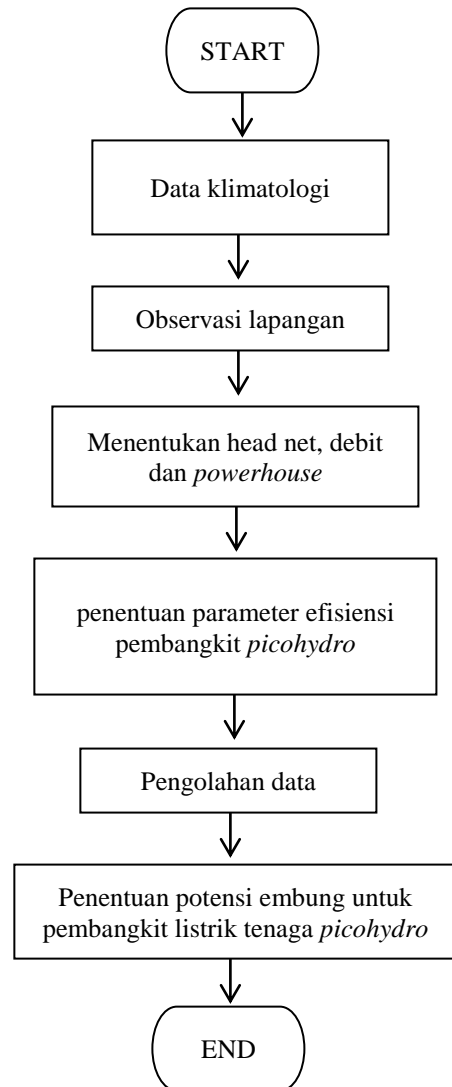 START
Data klimatologi
Observasi lapangan
Menentukan head net, debit
dan powerhouse
penentuan parameter efisiensi
pembangkit picohydro
Pengolahan data
Penentuan potensi embung untuk
pembangkit listrik tenaga picohydro
END